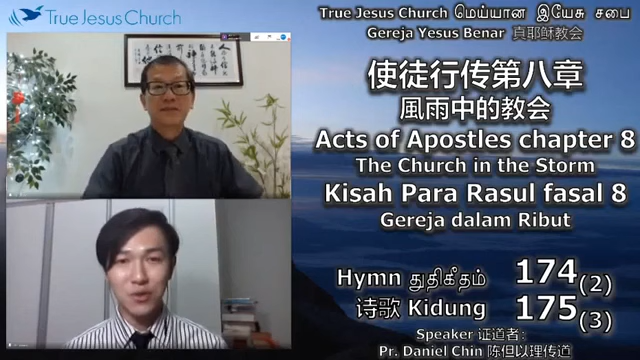 True Jesus Church
True Jesus Church மெய்யான இயேசு சபை
Gereja Yesus Benar 真耶稣教会
使徒行传第八章
風雨中的教会
Acts of Apostles chapter 8
The Church in the Storm
Kisah Para Rasul fasal 8
Gereja dalam Ribut
Hymn துதிகீதம் 174(2)
诗歌 Kidung 175(3)
Speaker 证道者:
Pr. Daniel Chin 陈但以理传道